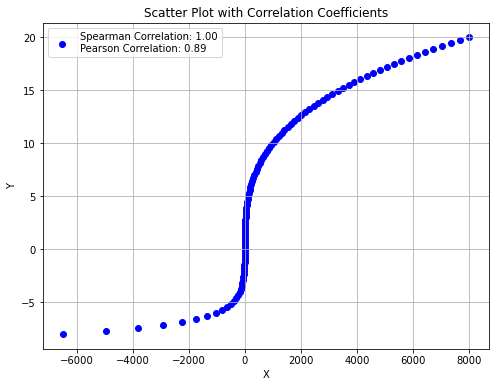 Scatter Plot with Correlation Coefficients
Spearman Correlation: 1.00
Pearson Correlation: 0.89
20
15
10
5
0
−5
Y
−6000 −4000 −2000 0 2000 4000 6000 8000
X